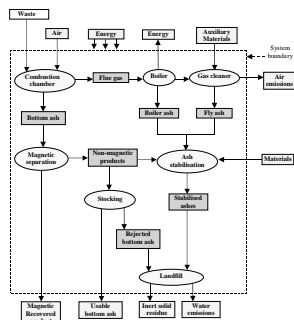 Waste
Air
Energy
Energy
Auxiliary
Materials
System
boundary
Combustion
chamber
Flue gas
Boiler
Gas cleaner
Air
emissions
Bottom ash
Boiler ash
Fly ash
Magnetic
separation
Non-magnetic
products
Ash
stabilisation
Materials
Stocking
Stabilised
ashes
Rejected
bottom ash
Landfill
Magnetic
Recovered
Usable
bottom ash
Inert solid
residue
Water
emissions